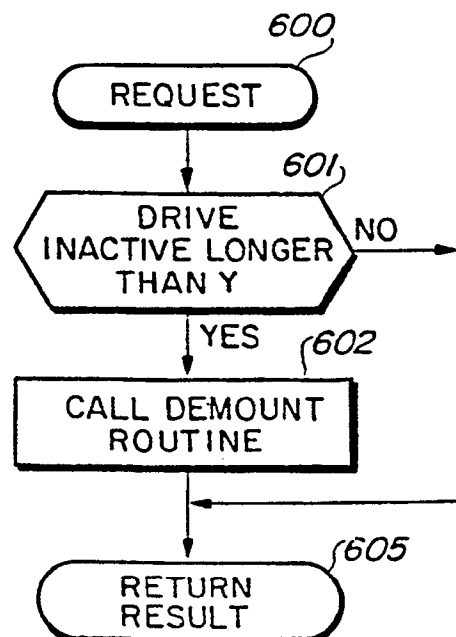 600
REQUEST
601
DRIVE
INACTIVE LONGER
THAN Y
NO
YES
602
CALL DEMOUNT
ROUTINE
605
RETURN
RESULT